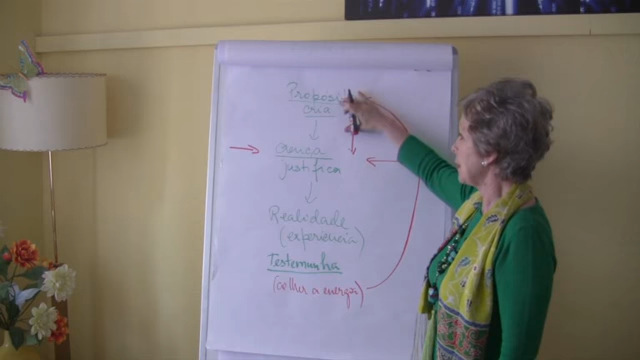 cria
crença
justifica
Realidade
(experiência)
Testemunha
(colher a energia)